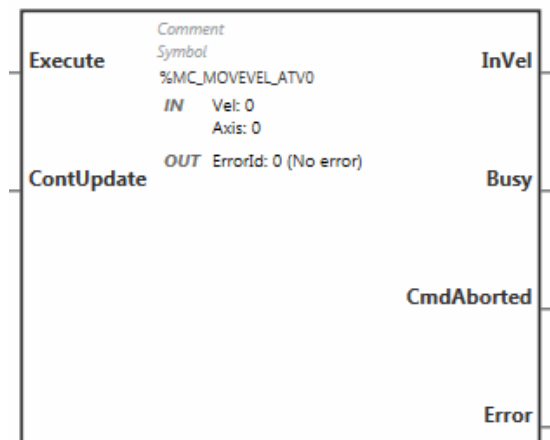 Comment
Execute
Symbol
InVel
%MC_MOVEVEL_ATV0
IN Vel: 0
Axis: 0
OUT ErrorId: 0 (No error)
ContUpdate
Busy
CmdAborted
Error